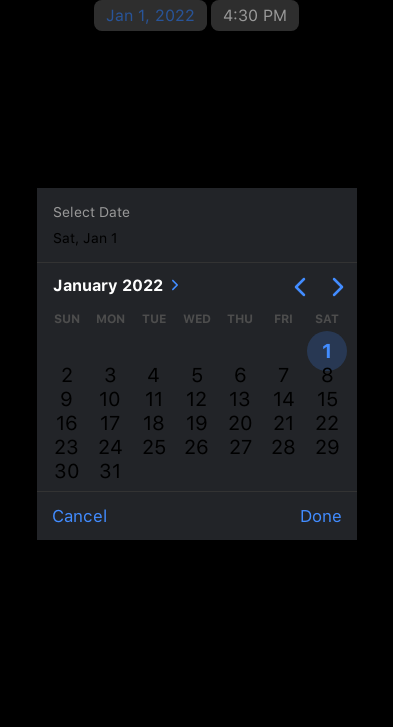 Jan 1, 2022 4:30 PM
Select Date
Sat, Jan 1
January 2022
SUN MON TUE WED THU FRI SAT
1
2 3 4 5 6 7 8
9 10 11 12 13 14 15
16 17 18 19 20 21 22
23 24 25 26 27 28 29
30 31
Cancel Done